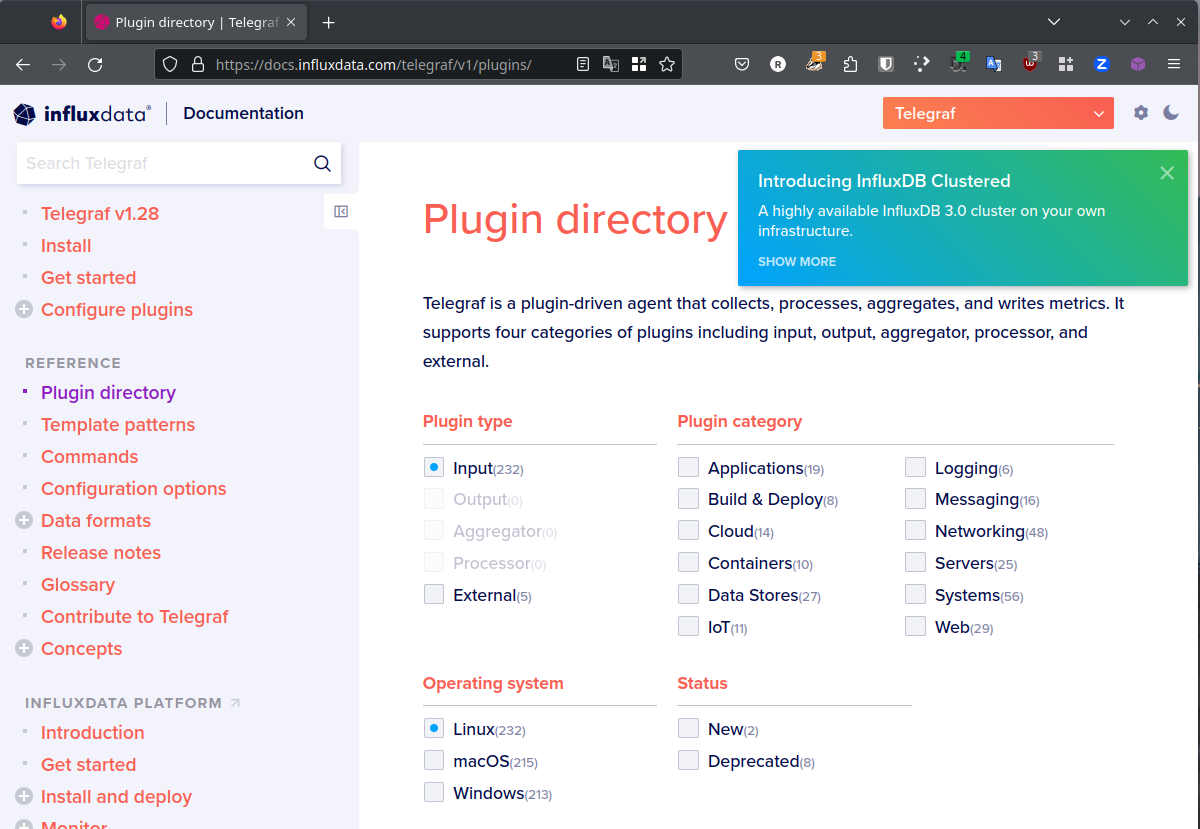 Plugin directory | Telegraf
https://docs.influxdata.com/telegraf/v1/plugins/
R
3
4
3
Z
influxdata®
Documentation
Telegraf
Search Telegraf
Telegraf v1.28
Install
Get started
Configure plugins
REFERENCE
Plugin directory
Template patterns
Commands
Configuration options
Data formats
Release notes
Glossary
Contribute to Telegraf
Concepts
INFLUXDATA PLATFORM
Introduction
Get started
Install and deploy
Monitor
Plugin directory
Introducing InfluxDB Clustered
A highly available InfluxDB 3.0 cluster on your own
infrastructure.
SHOW MORE
Telegraf is a plugin-driven agent that collects, processes, aggregates, and writes metrics. It
supports four categories of plugins including input, output, aggregator, processor, and
external.
Plugin type
Input(232)
Output(0)
Aggregator(0)
Processor(0)
External(5)
Plugin category
Applications(19)
Build & Deploy(8)
Cloud(14)
Containers(10)
Data Stores(27)
IoT(11)
Logging(6)
Messaging(16)
Networking(48)
Servers(25)
Systems(56)
Web(29)
Operating system
Linux(232)
macOS(215)
Windows(213)
Status
New(2)
Deprecated(8)